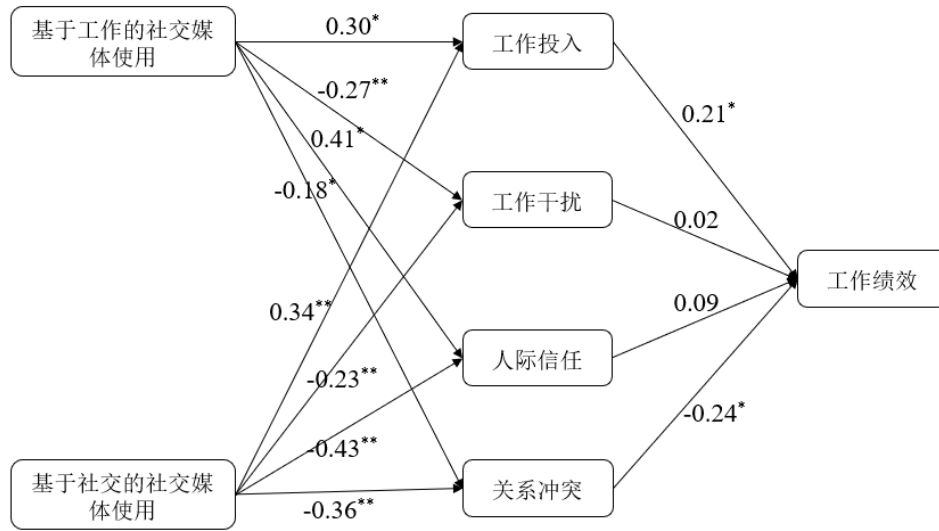 基于工作的社交媒
体使用
0.30*
工作投入
-0.27**
0.21*
0.41*
-0.18*
工作干扰
0.02
工作绩效
0.34**
0.09
人际信任
-0.23**
-0.24*
-0.43**
基于社交的社交媒
体使用
关系冲突
-0.36**